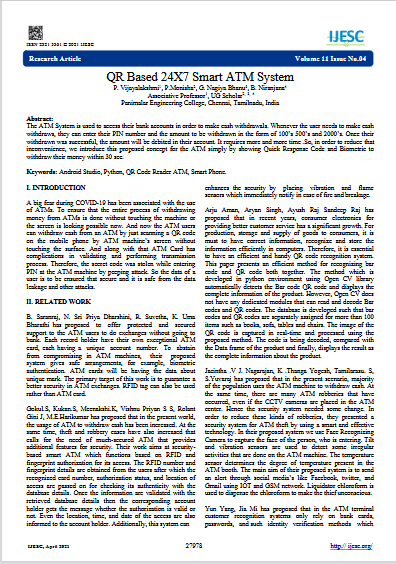 IJESC
ISSN 2321 3361 © 2021 IJESC
Research Article Volume 11 Issue No.04
QR Based 24X7 Smart ATM System
P. Vijayalakshmi¹, P.Monisha², G. Nagiya Bhanu³, B. Niranjana⁴
Associative Professor¹, UG Scholar², ³, ⁴
Panimalar Engineering College, Chennai, Tamilnadu, India
Abstract:
The ATM System is used to access their bank accounts in order to make cash withdrawals. Whenever the user needs to make cash
withdraws, they can enter their PIN number and the amount to be withdrawn in the form of 100's 500's and 2000's. Once their
withdrawn was successful, the amount will be debited in their account. It requires more and more time .So, in order to reduce that
inconvenience, we introduce this proposed concept for the ATM simply by showing Quick Response Code and Biometric to
withdraw their money within 30 sec.
Keywords: Android Studio, Python, QR Code Reader ATM, Smart Phone.
I. INTRODUCTION
A big fear during COVID-19 has been associated with the use
of ATMs. To ensure that the entire process of withdrawing
money from ATMs is done without touching the machine or
the screen is looking possible now. And now the ATM users
can withdraw cash from an ATM by just scanning a QR code
on the mobile phone by ATM machine's screen without
touching the surface. And along with that ATM Card has
complications in validating and performing transaction
process. Therefore, the secret code was stolen while entering
PIN at the ATM machine by peeping attack. So the data of a
user is to be ensured that secure and it is safe from the data
leakage and other attacks.
II. RELATED WORK
B. Saranraj, N. Sri Priya Dharshini, R. Suvetha, K. Uma
Bharathi has proposed to offer protected and secured
support to the ATM users to do exchanges without going to
bank. Each record holder have their own exceptional ATM
card, each having a unique account number. To abstain
from compromising in ATM machines, their proposed
system gives safe arrangements, for example, biometric
authentication. ATM cards will be having the data about
unique mark. The primary target of this work is to guarantee a
better security in ATM exchanges. RFID tag can also be used
rather than ATM card.
Gokul.S, Kukan.S, Meenakshi.K, Vishnu Priyan S S, Rohant
Gini J, M.E.Harikumar has proposed that in the present world,
the usage of ATM to withdraw cash has been increased. At the
same time, theft and robbery cases have also increased that
calls for the need of much-secured ATM that provides
additional features for security. Their work aims at security-
based smart ATM which functions based on RFID and
fingerprint authorization for its access. The RFID number and
fingerprint details are obtained from the users after which the
recognized card number, authorization status, and location of
access are passed on for checking its authenticity with the
database details. Once the information are validated with the
retrieved database details then the corresponding account
holder gets the message whether the authorization is valid or
not. Even the location, time, and date of the access are also
informed to the account holder. Additionally, this system can
enhances the security by placing vibration and flame
sensors which immediately notify in case of fire and breakage.
Arju Aman, Aryan Singh, Ayush Raj Sandeep Raj has
proposed that in recent years, consumer electronics for
providing better customer service has a significant growth. For
production, storage and supply of goods to consumers, it is
must to have correct information, recognize and store the
information efficiently in computers. Therefore, it is essential
to have an efficient and handy QR code recognition system.
This paper presents an efficient method for recognizing bar
code and QR code both together. The method which is
developed in python environment using Open CV library
automatically detects the Bar code QR code and displays the
complete information of the product. However, Open CV does
not have any dedicated modules that can read and decode Bar
codes and QR codes. The database is developed such that bar
codes and QR codes are separately assigned for more than 100
items such as books, sofa, tables and chairs. The image of the
QR code is captured in real-time and processed using the
proposed method. The code is being decoded, compared with
the Data frame of the product and finally, displays the result as
the complete information about the product.
Jacintha .V J. Nagarajan, K .Thanga Yogesh, Tamilarasu. S,
S.Yuvaraj has proposed that in the present scenario, majority
of the population uses the ATM machine to withdraw cash. At
the same time, there are many ATM robberies that have
occurred, even if the CCTV cameras are placed in the ATM
center. Hence the security system needed some change. In
order to reduce these kinds of robberies, they presented a
security system for ATM theft by using a smart and effective
technology. In their proposed system we use Face Recognizing
Camera to capture the face of the person, who is entering. Tilt
and vibration Sensors are used to detect some irregular
activities that are done on the ATM machine. The temperature
sensor determines the degree of temperature present in the
ATM booth. The main aim of their proposed system is to send
an alert through social media's like Facebook, twitter, and
Gmail using IOT and GSM network. Liquidator chloroform is
used to disperse the chloroform to make the thief unconscious.
Yun Yang, Jia Mi has proposed that in the ATM terminal
customer recognition systems only rely on bank cards,
passwords, and such identity verification methods which
IJESC, April 2021 27978 http://ijesc.org/